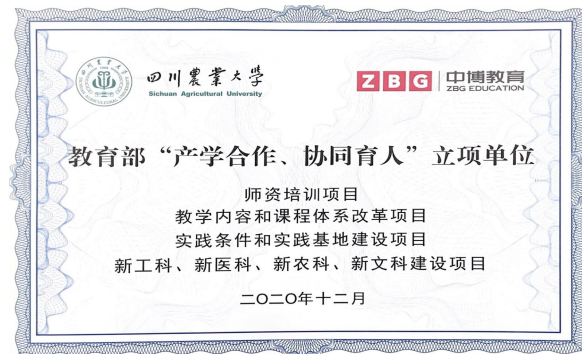 四川農業大學
Sichuan Agricultural University
ZBG 中博教育
ZBG EDUCATION
教育部“产学合作、协同育人”立项单位
师资培训项目
教学内容和课程体系改革项目
实践条件和实践基地建设项目
新工科、新医科、新农科、新文科建设项目
二〇二〇年十二月